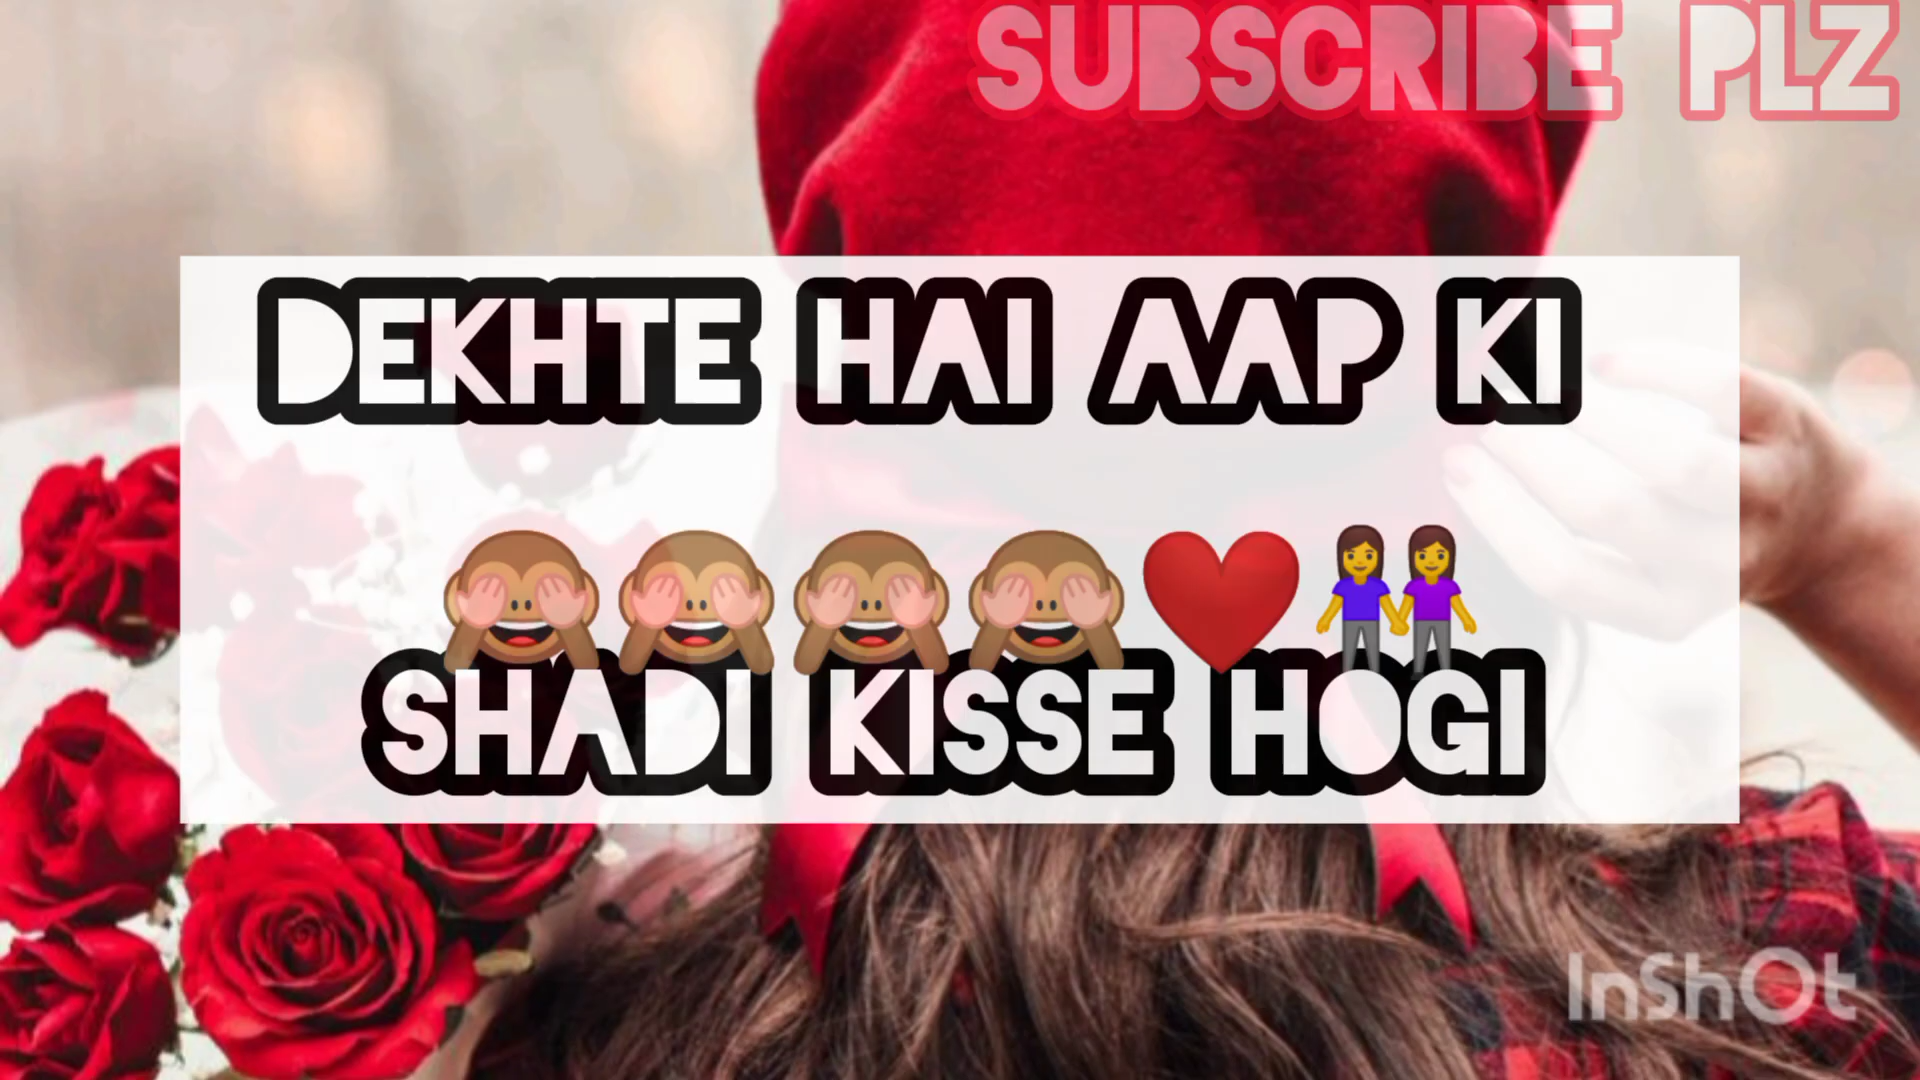 SUBSCRIBE PLZ
DEKHTE HAI AAP KI
🙈🙈🙈🙈❤️👭
SHADI KISSE HOGI
InShOt